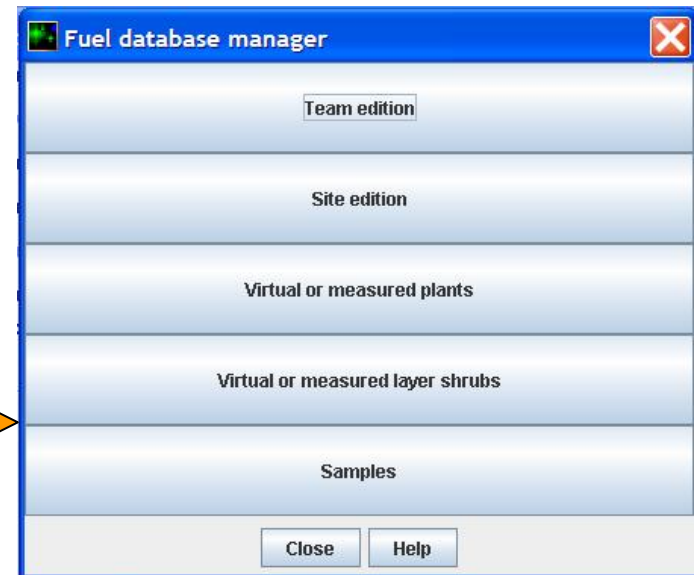 Fuel database manager
Team edition
Site edition
Virtual or measured plants
Virtual or measured layer shrubs
Samples
Close Help